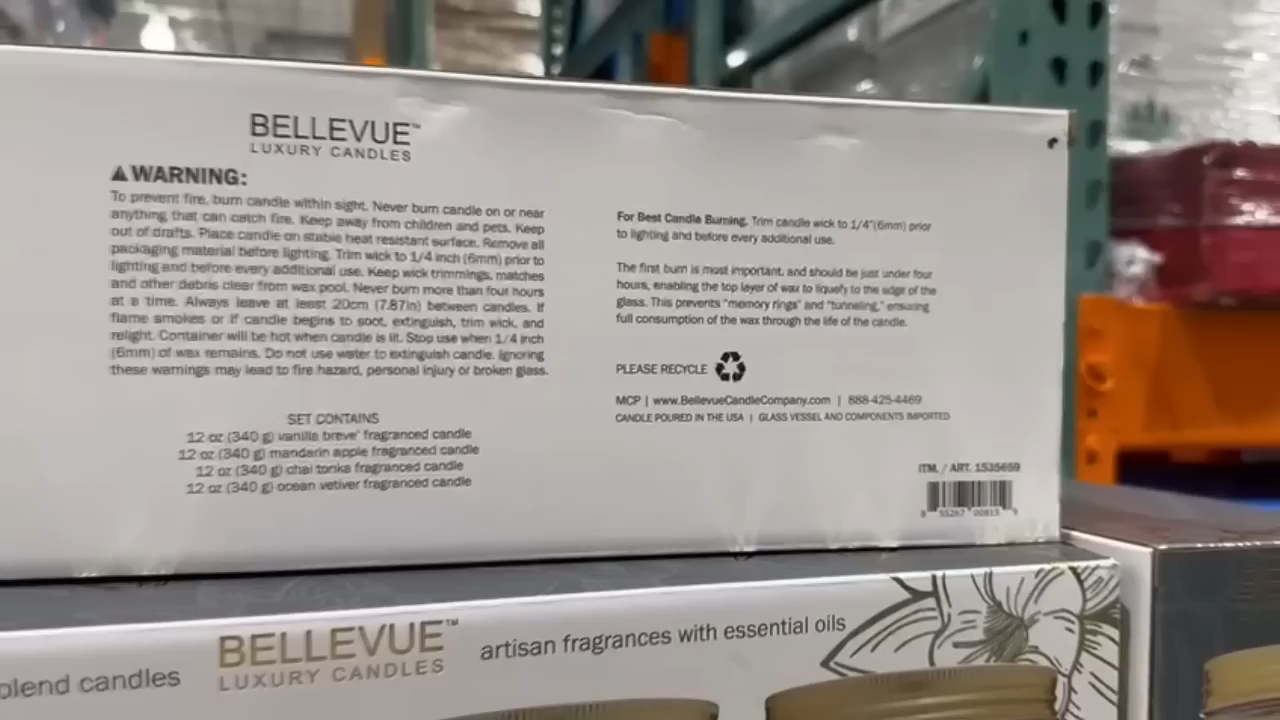 BELLEVUE™
LUXURY CANDLES
WARNING:
To prevent fire, burn candle within sight. Never burn candle on or near
anything that can catch fire. Keep away from children and pets. Keep
out of drafts. Place candle on stable heat resistant surface. Remove all
packaging material before lighting. Trim wick to 1/4 inch (6mm) prior to
lighting and before every additional use. Keep wick trimmings, matches
and other debris clear from wax pool. Never burn more than four hours
at a time. Always leave at least 20cm (7.87in) between candles. If
flame smokes or if candle begins to soot, extinguish, trim wick, and
relight. Container will be hot when candle is lit. Stop use when 1/4 inch
(6mm) of wax remains. Do not use water to extinguish candle. Ignoring
these warnings may lead to fire hazard, personal injury or broken glass.
SET CONTAINS
12 oz (340 g) vanilla breve' fragranced candle
12 oz (340 g) mandarin apple fragranced candle
12 oz (340 g) chai tonka fragranced candle
12 oz (340 g) ocean vetiver fragranced candle
For Best Candle Burning. Trim candle wick to 1/4"(6mm) prior
to lighting and before every additional use.
The first burn is most important, and should be just under four
hours, enabling the top layer of wax to liquefy to the edge of the
glass. This prevents "memory rings" and "tunneling," ensuring
full consumption of the wax through the life of the candle.
PLEASE RECYCLE
MCP | www.BellevueCandleCompany.com | 888-425-4469
CANDLE POURED IN THE USA | GLASS VESSEL AND COMPONENTS IMPORTED
ITM. / ART. 1535659
blend candles
BELLEVUE™
LUXURY CANDLES
artisan fragrances with essential oils